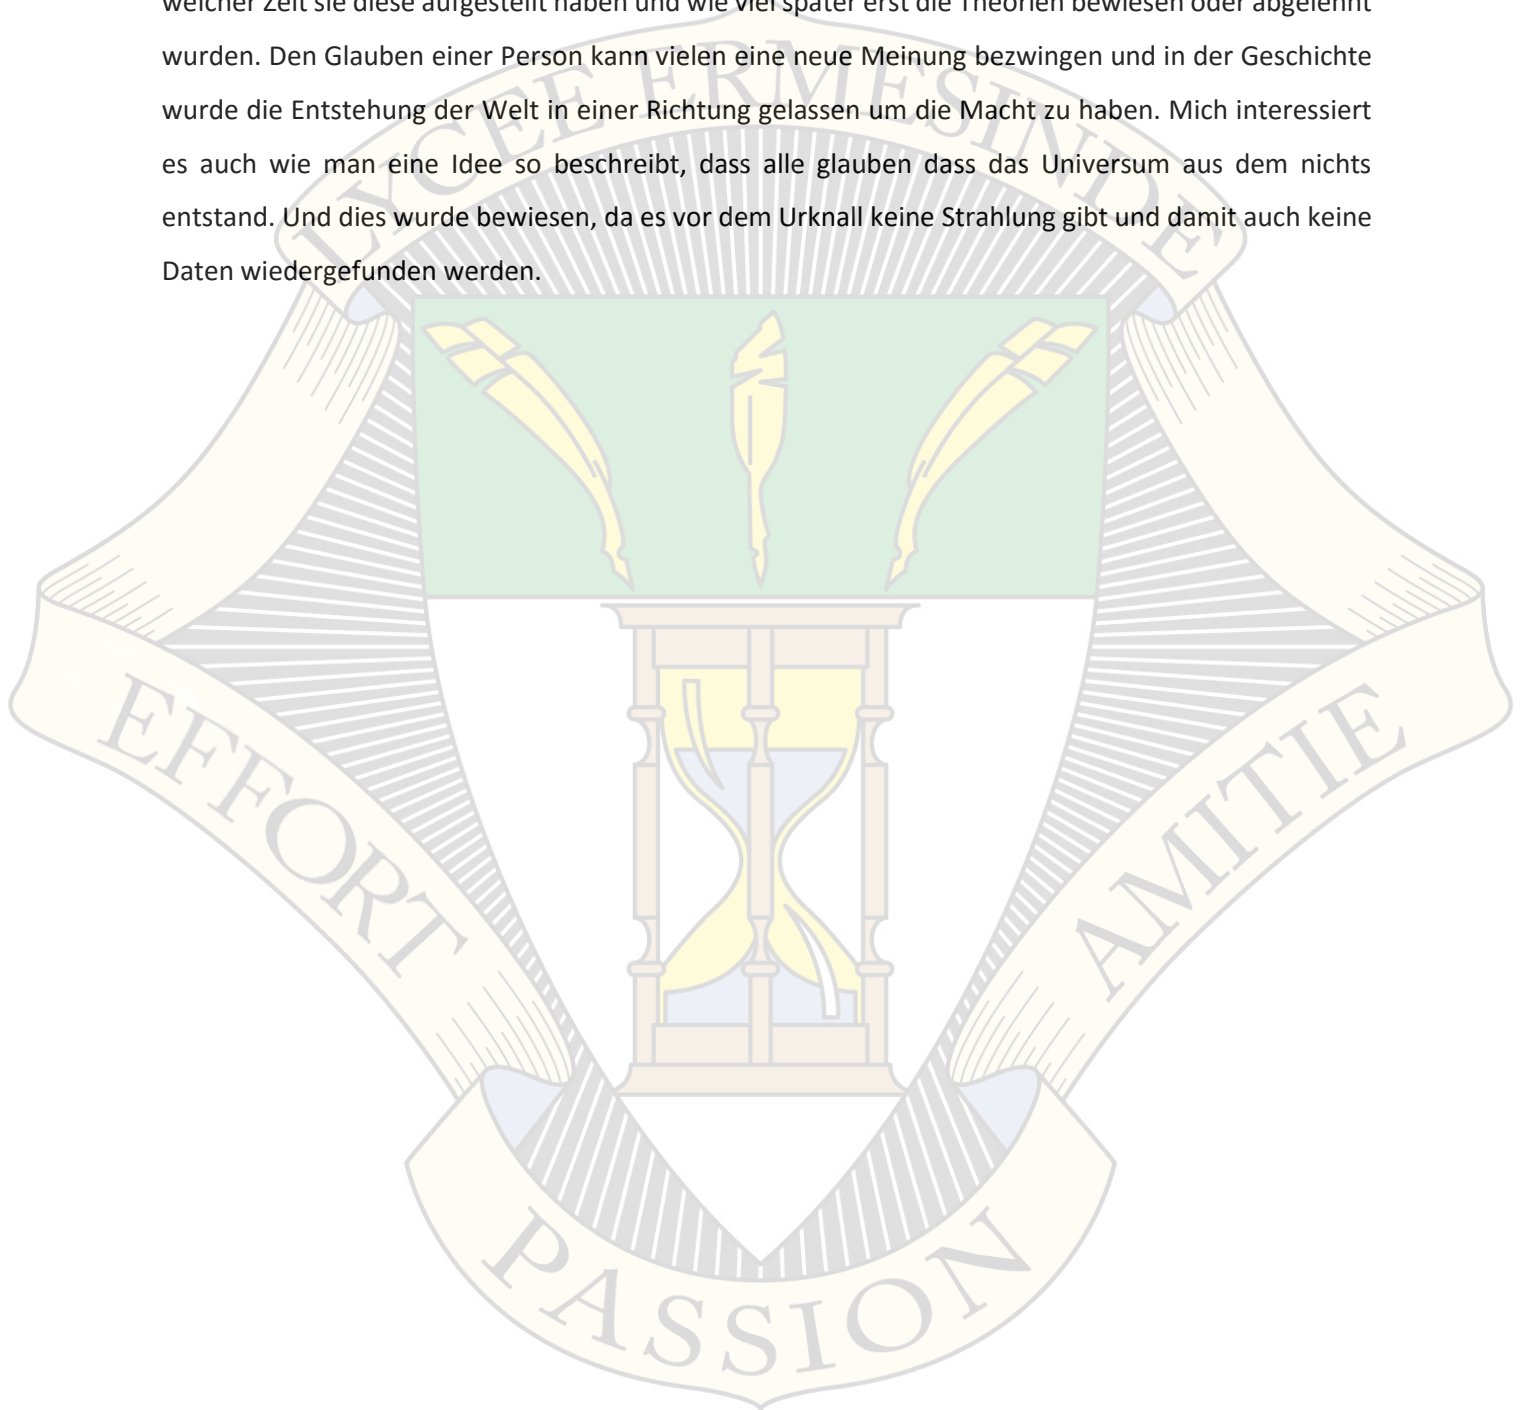 welcher Zeit sie diese aufgestellt haben und wie viel später erst die Theorien bewiesen oder abgelehnt
wurden. Den Glauben einer Person kann vielen eine neue Meinung bezwingen und in der Geschichte
wurde die Entstehung der Welt in einer Richtung gelassen um die Macht zu haben. Mich interessiert
es auch wie man eine Idee so beschreibt, dass alle glauben dass das Universum aus dem nichts
entstand. Und dies wurde bewiesen, da es vor dem Urknall keine Strahlung gibt und damit auch keine
Daten wiedergefunden werden.
LYCEE ERMESINDE
EFFORT
AMITIE
PASSION